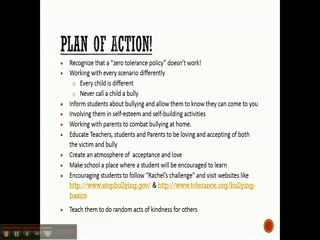 PLAN OF ACTION!
Recognize that a "zero tolerance policy" doesn't work!
Working with every scenario differently
Every child is different
Never call a child a bully
Inform students about bullying and allow them to know they can come to you
Involving them in self-esteem and self-building activities
Working with parents to combat bullying at home.
Educate Teachers, students and Parents to be loving and accepting of both
the victim and bully
Create an atmosphere of acceptance and love
Make school a place where a student will be encouraged to learn
Encouraging students to follow "Rachel's challenge" and visit websites like
http://www.stopbullying.gov/ & http://www.tolerance.org/bullying-
basics
Teach them to do random acts of kindness for others